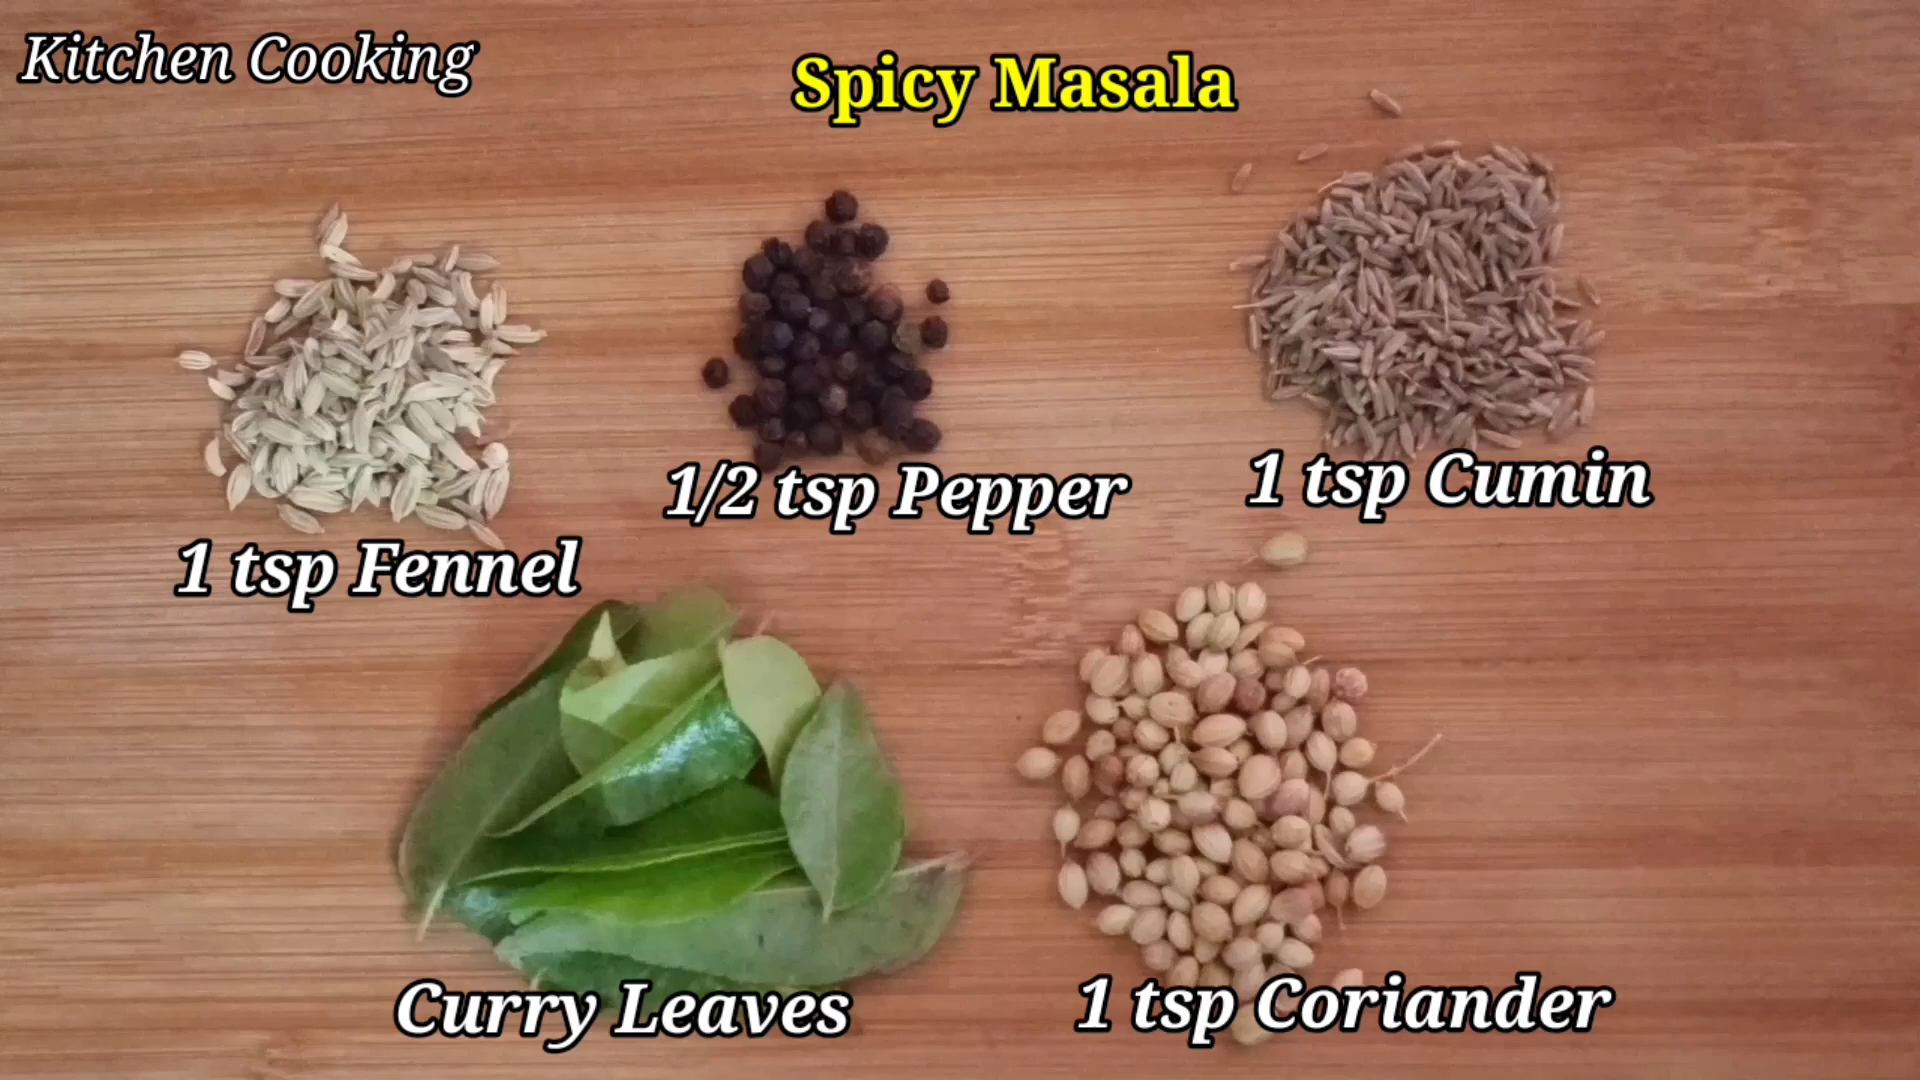 Kitchen Cooking
Spicy Masala
1/2 tsp Pepper
1 tsp Cumin
1 tsp Fennel
Curry Leaves
1 tsp Coriander